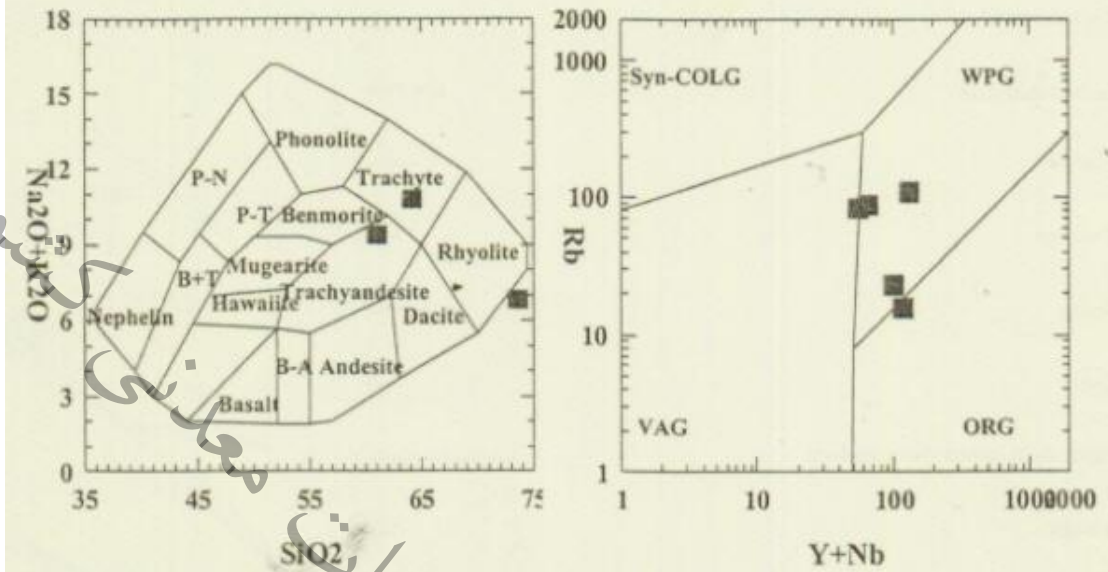 18
15
12
9
6
3
0
Na2O+K2O
35
45
55
65
75
SiO2
Phonolite
P-N
Trachyte
P-T
Benmorite
Rhyolite
B+T
Mugearite
Hawaiite
Trachyandesite
Nephelin
Dacite
B-A
Andesite
Basalt
2000
1000
100
10
1
Rb
1
10
100
1000
2000
Y+Nb
Syn-COLG
WPG
VAG
ORG